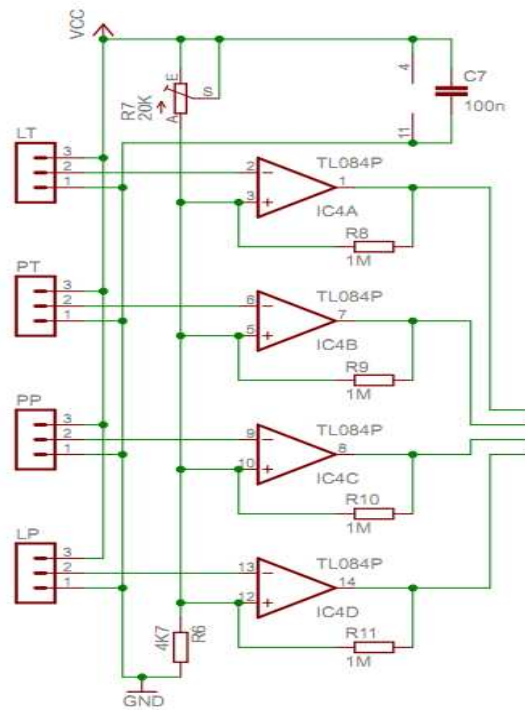 VCC
R7
20K
E
S
A
4
11
C7
100n
LT
3
2
1
2
3
1
TL084P
IC4A
R8
1M
PT
3
2
1
6
5
7
TL084P
IC4B
R9
1M
PP
3
2
1
9
10
8
TL084P
IC4C
R10
1M
LP
3
2
1
13
12
14
TL084P
IC4D
R11
1M
4K7
R6
GND